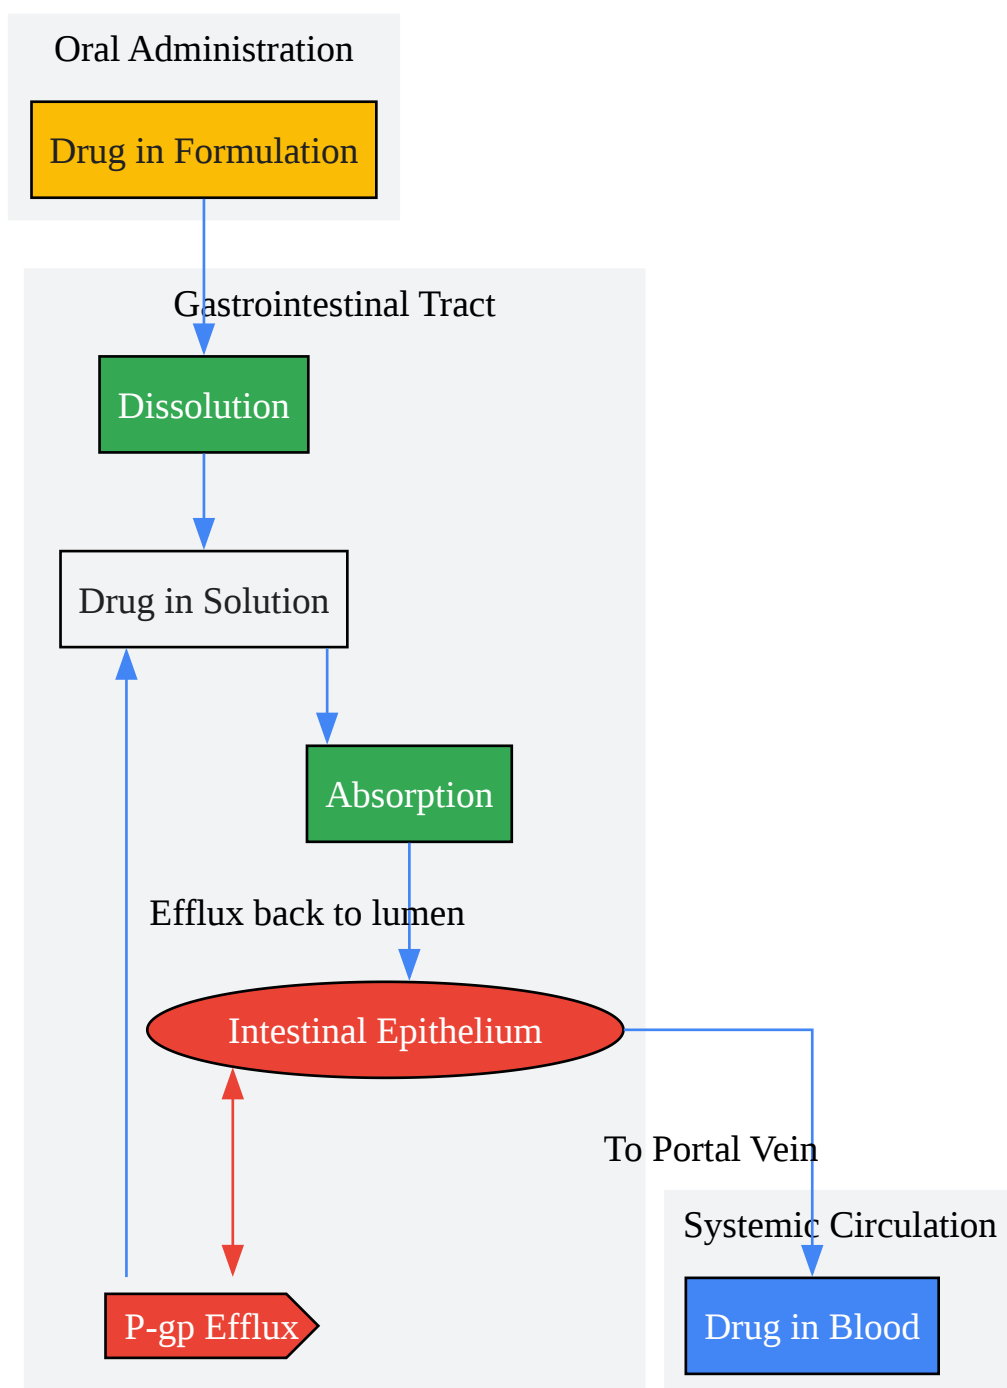 Oral Administration
Drug in Formulation
Gastrointestinal Tract
Dissolution
Drug in Solution
Absorption
Efflux back to lumen
Intestinal Epithelium
To Portal Vein
Systemic Circulation
P-gp Efflux
Drug in Blood